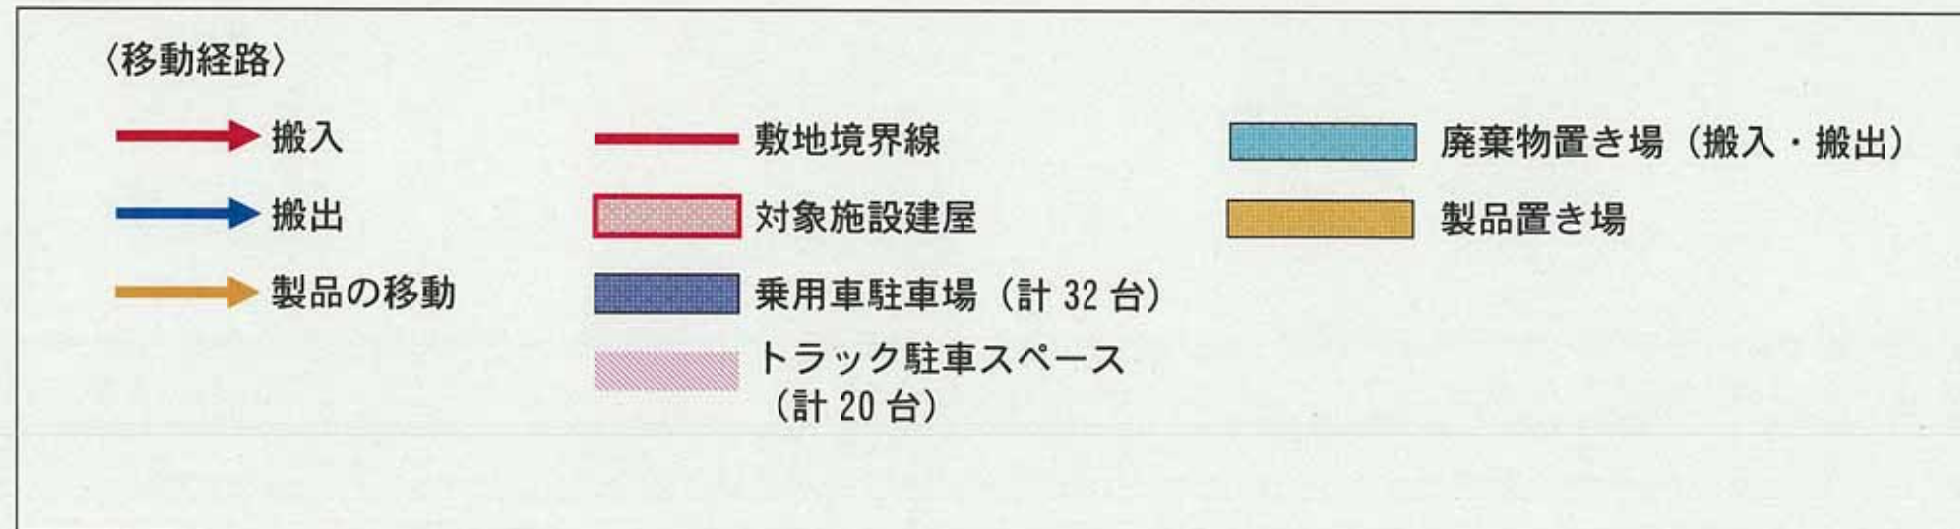 〈移動経路〉
搬入
搬出
製品の移動
敷地境界線
対象施設建屋
乗用車駐車場（計 32 台）
トラック駐車スペース
（計 20 台）
廃棄物置き場（搬入・搬出）
製品置き場